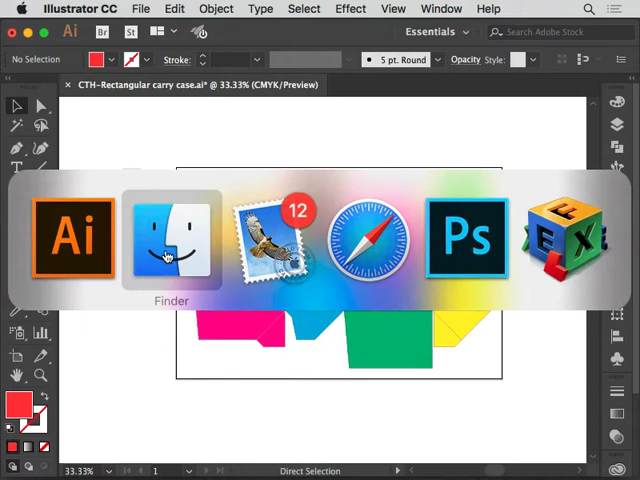 Illustrator CC File Edit Object Type Select Effect View Window Help
Ai Br St Essentials Search Adobe Stock
No Selection Stroke: 5 pt. Round Opacity Style:
× CTH-Rectangular carry case.ai* @ 33.33% (CMYK/Preview)
T
Ai 12 Ps F E X
Finder
33.33% 1 Direct Selection